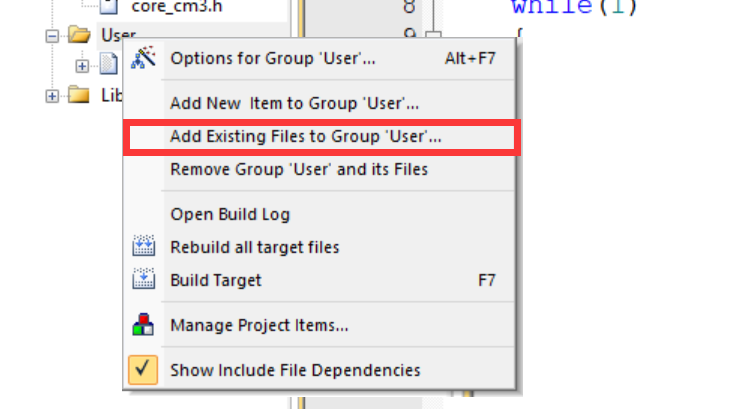 core_cm3.h
8
while(1)
User
9
{
Options for Group 'User'... Alt+F7
Lib
Add New Item to Group 'User'...
Add Existing Files to Group 'User'...
Remove Group 'User' and its Files
Open Build Log
Rebuild all target files
Build Target F7
Manage Project Items...
Show Include File Dependencies